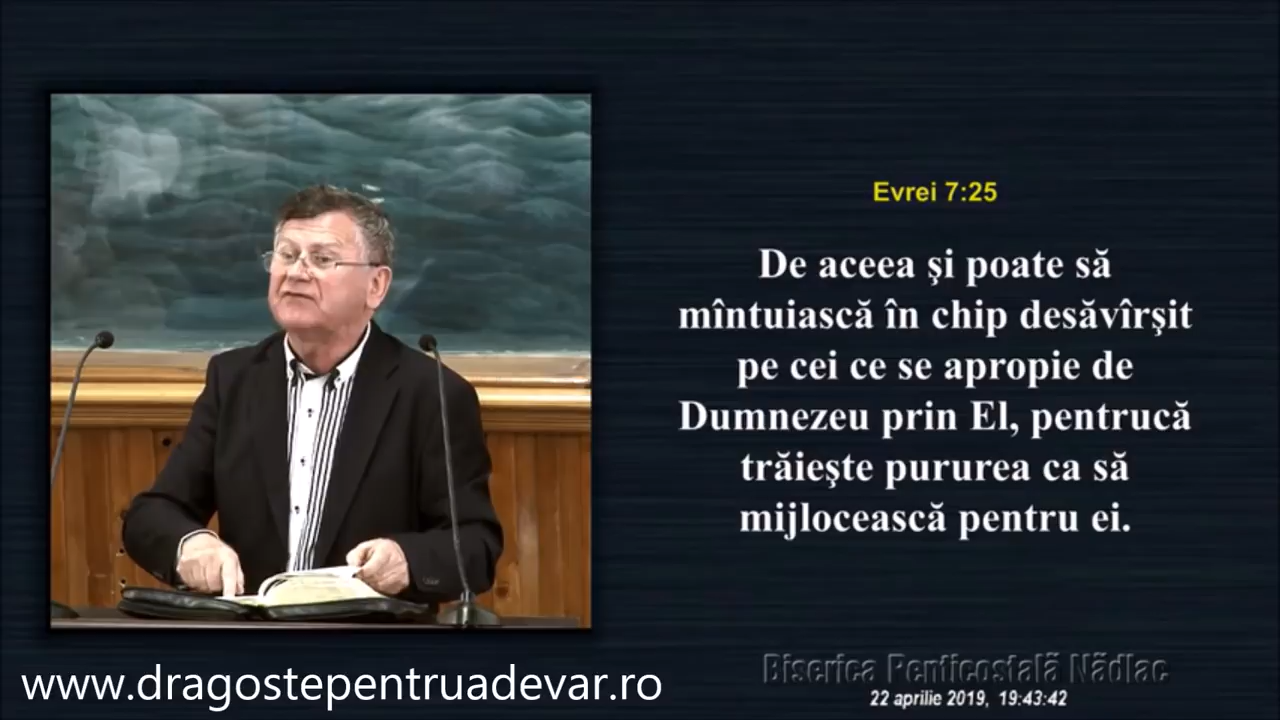 Evrei 7:25
De aceea şi poate să
mîntuiască în chip desăvîrşit
pe cei ce se apropie de
Dumnezeu prin El, pentrucă
trăieşte pururea ca să
mijlocească pentru ei.
Biserica Penticostală Nădlac
22 aprilie 2019, 19:43:42
www.dragostepentruadevar.ro